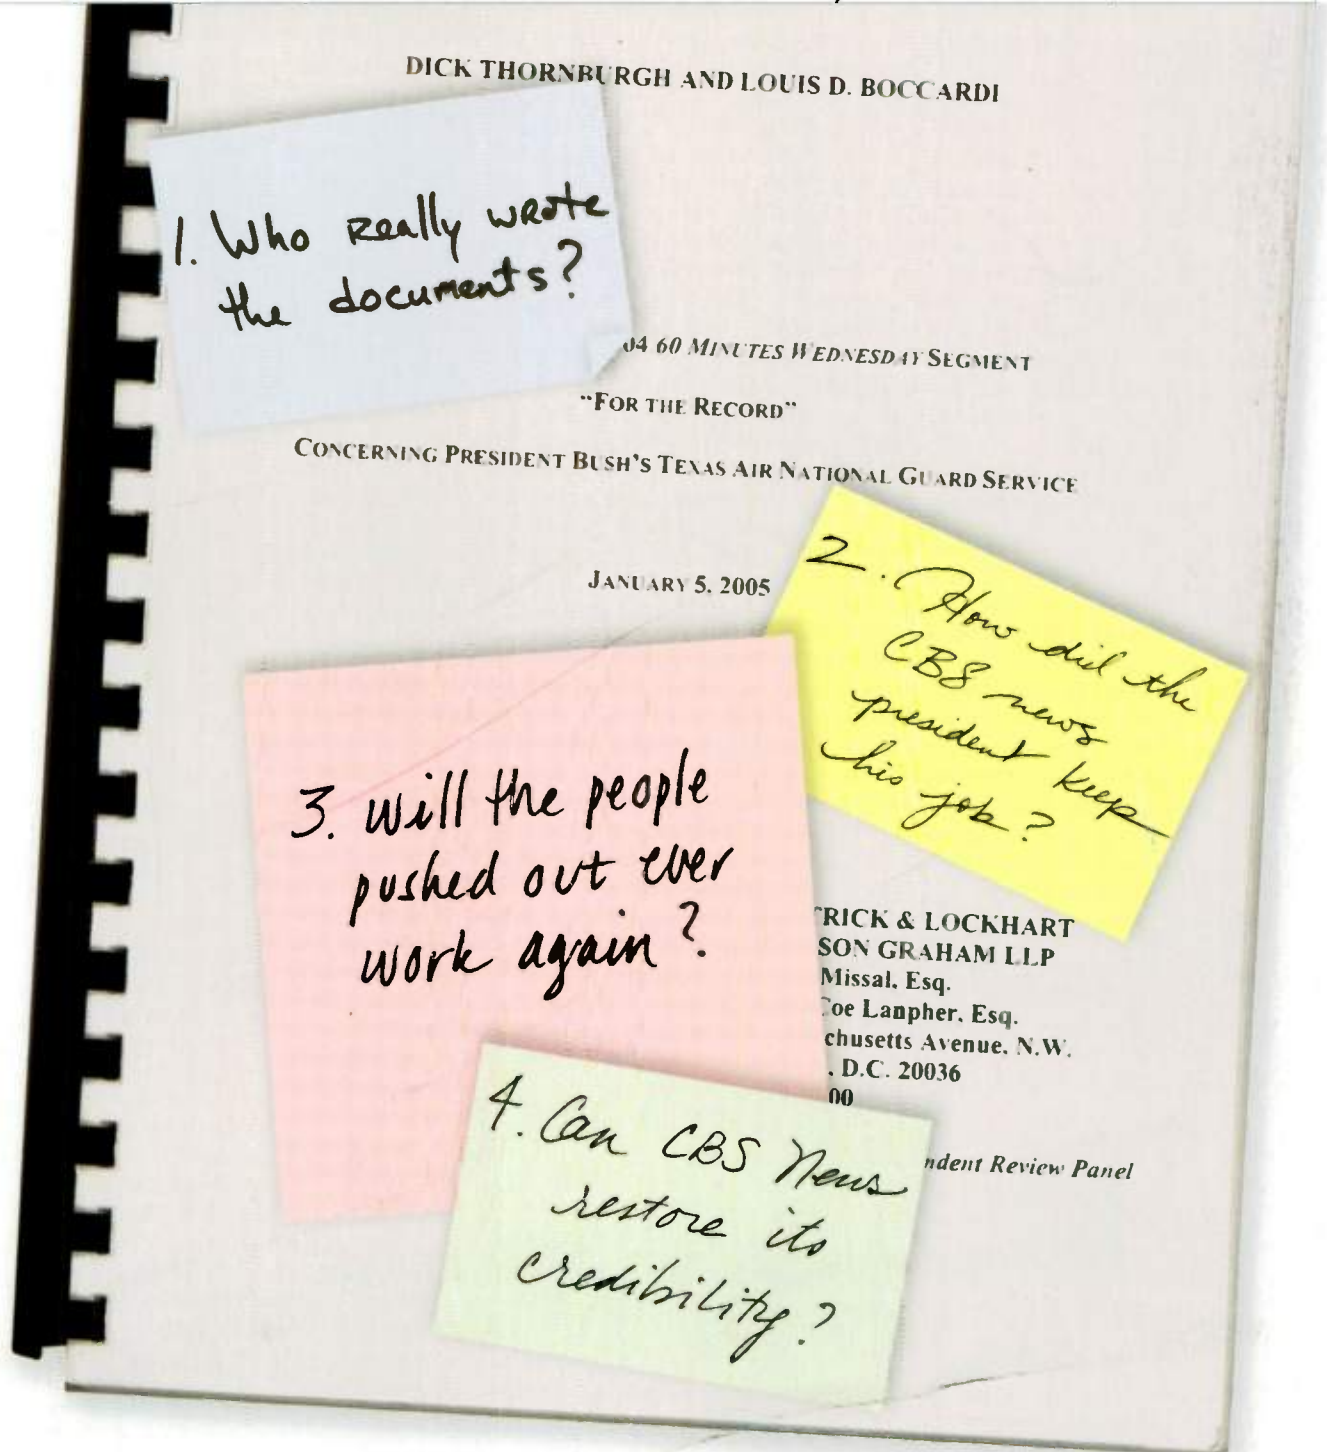 DICK THORNBURGH AND LOUIS D. BOCCARDI
1. Who Really wrote
the documents?
04 60 MINUTES WEDNESDAY SEGMENT
"FOR THE RECORD"
CONCERNING PRESIDENT BUSH'S TEXAS AIR NATIONAL GUARD SERVICE
JANUARY 5, 2005
2. How did the
CBS news
president keep
his job?
3. Will the people
pushed out ever
work again?
TRICK & LOCKHART
SON GRAHAM LLP
Missal, Esq.
Coe Lanpher, Esq.
chusetts Avenue, N.W.
, D.C. 20036
00
ndent Review Panel
4. Can CBS News
restore its
credibility?